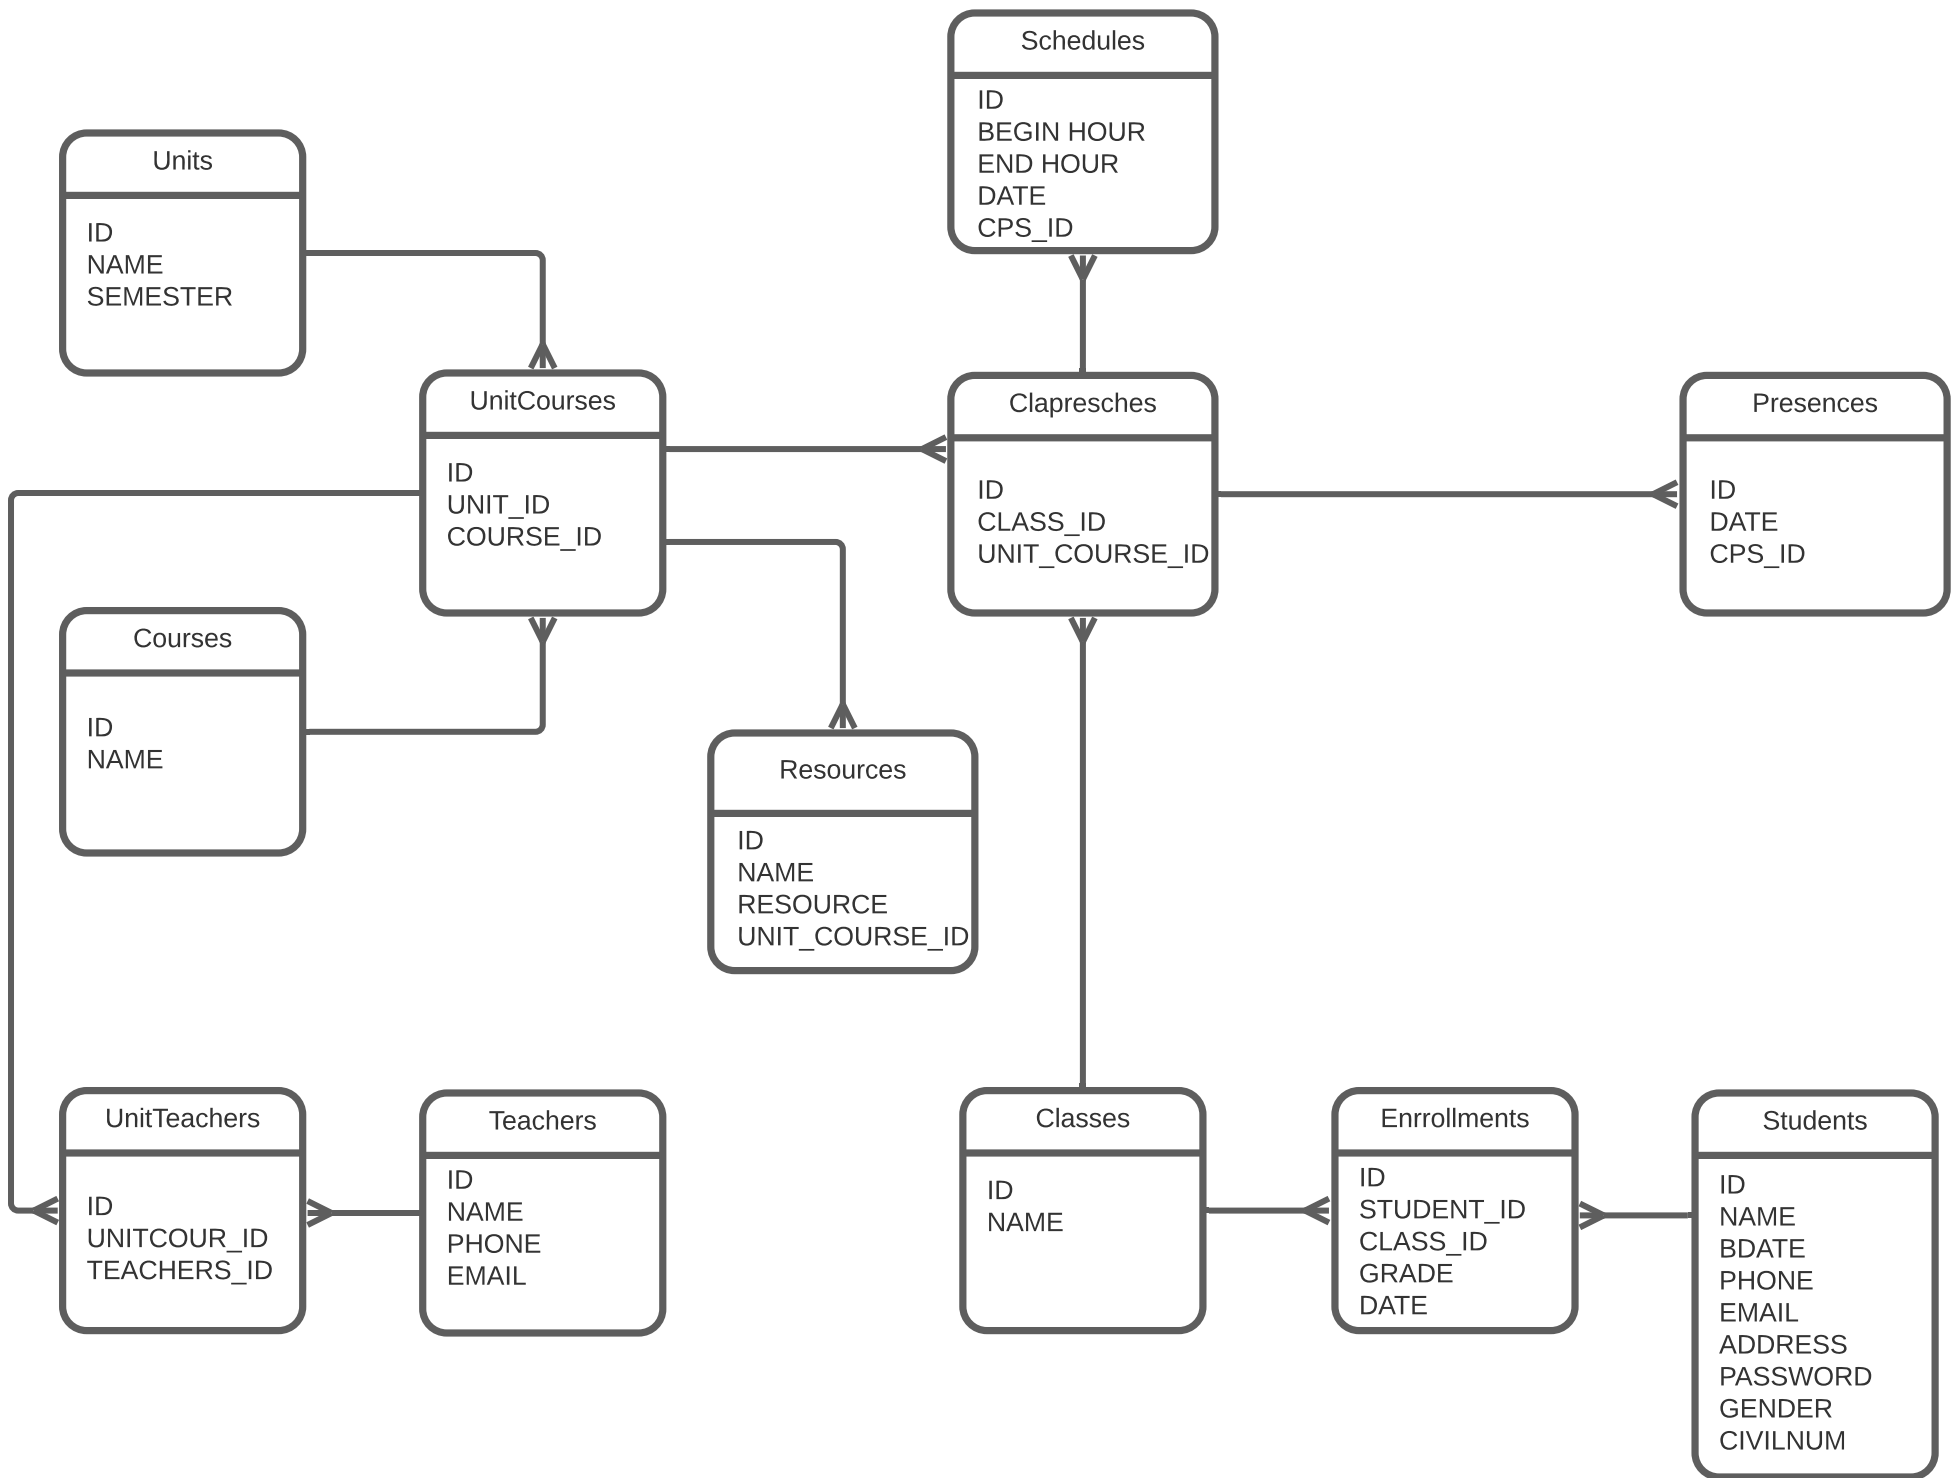 Schedules
ID
BEGIN HOUR
END HOUR
DATE
CPS_ID
Units
ID
NAME
SEMESTER
UnitCourses
ID
UNIT_ID
COURSE_ID
Clapresches
ID
CLASS_ID
UNIT_COURSE_ID
Presences
ID
DATE
CPS_ID
Courses
ID
NAME
Resources
ID
NAME
RESOURCE
UNIT_COURSE_ID
UnitTeachers
ID
UNITCOUR_ID
TEACHERS_ID
Teachers
ID
NAME
PHONE
EMAIL
Classes
ID
NAME
Enrrollments
ID
STUDENT_ID
CLASS_ID
GRADE
DATE
Students
ID
NAME
BDATE
PHONE
EMAIL
ADDRESS
PASSWORD
GENDER
CIVILNUM